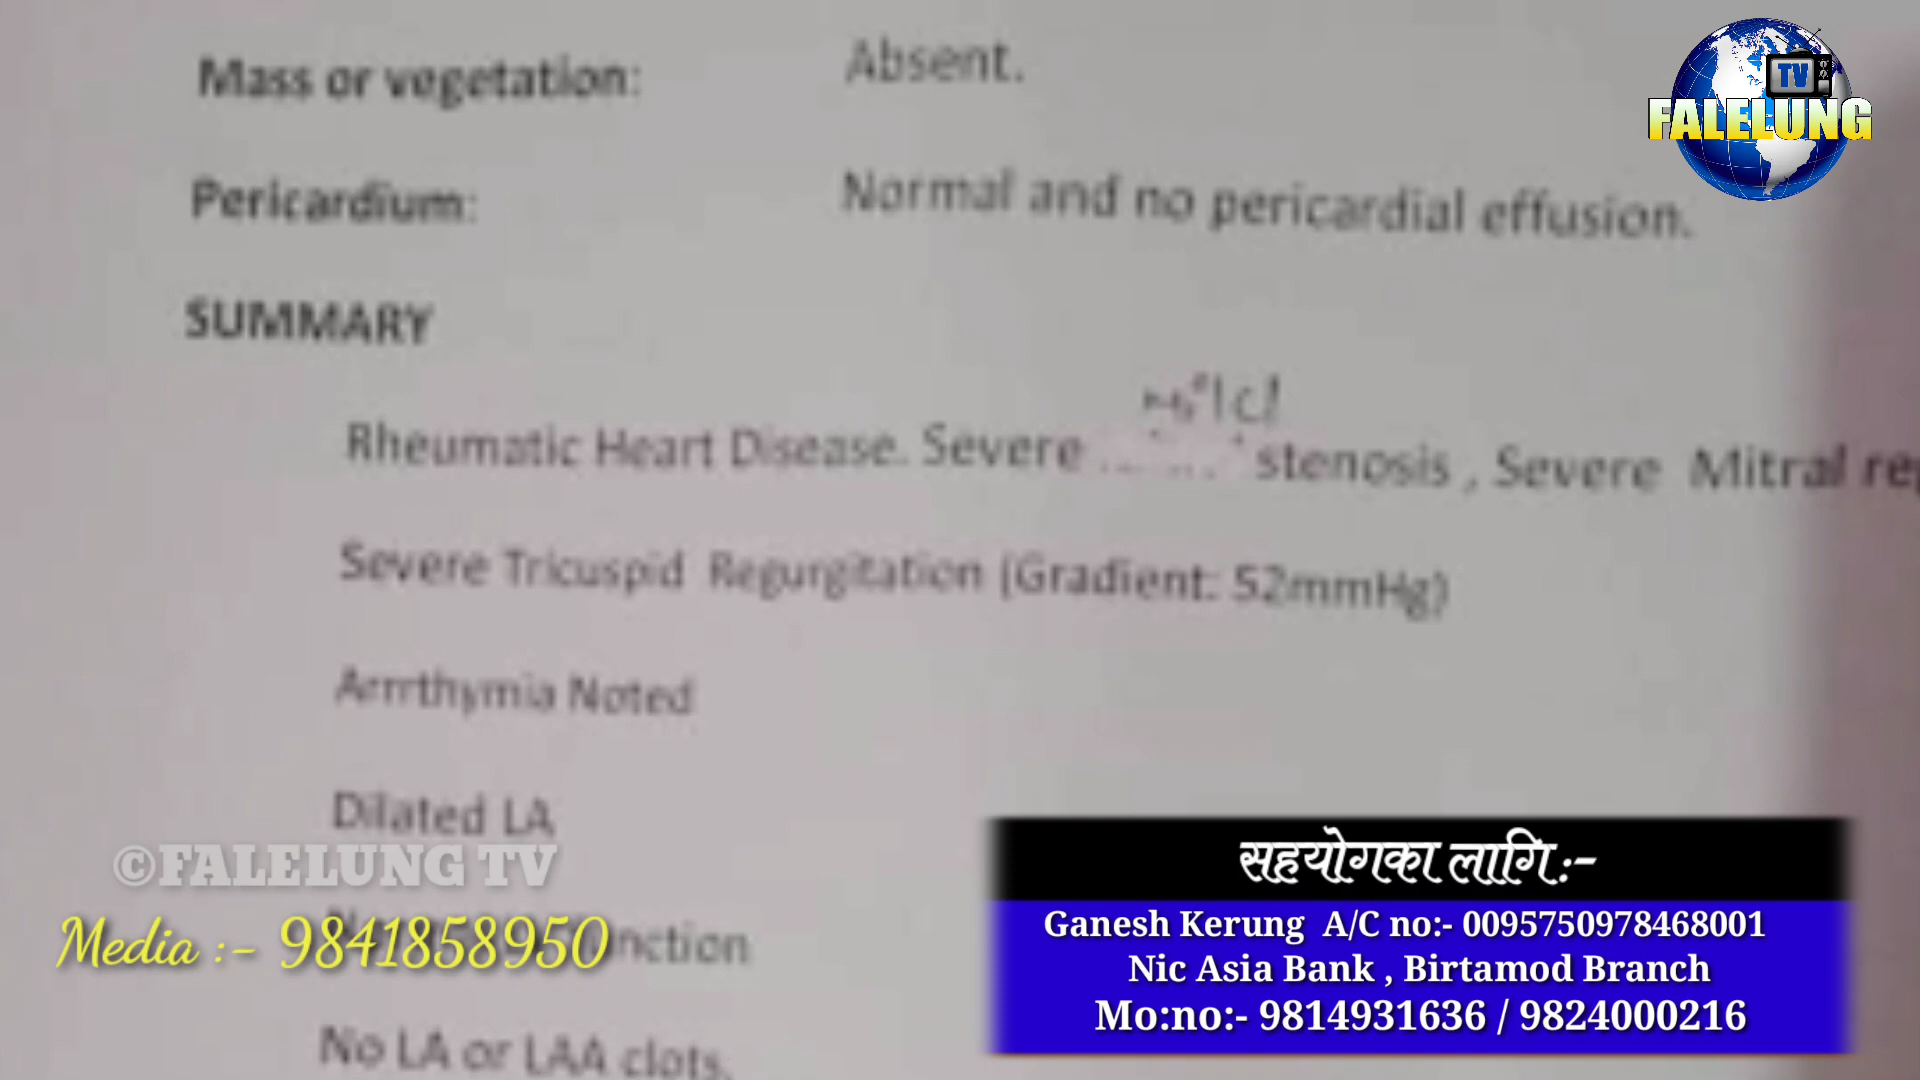 Mass or vegetation: Absent.
Pericardium: Normal and no pericardial effusion.
SUMMARY
Rheumatic Heart Disease. Severe stenosis , Severe Mitral reg
Severe Tricuspid Regurgitation (Gradient: 52mmHg)
Arrrthymia Noted
Dilated LA
nction
No LA or LAA clots.
TV
FALELUNG
©FALELUNG TV
Media :- 9841858950
सहयोगका लागि :-
Ganesh Kerung A/C no:- 0095750978468001
Nic Asia Bank , Birtamod Branch
Mo:no:- 9814931636 / 9824000216